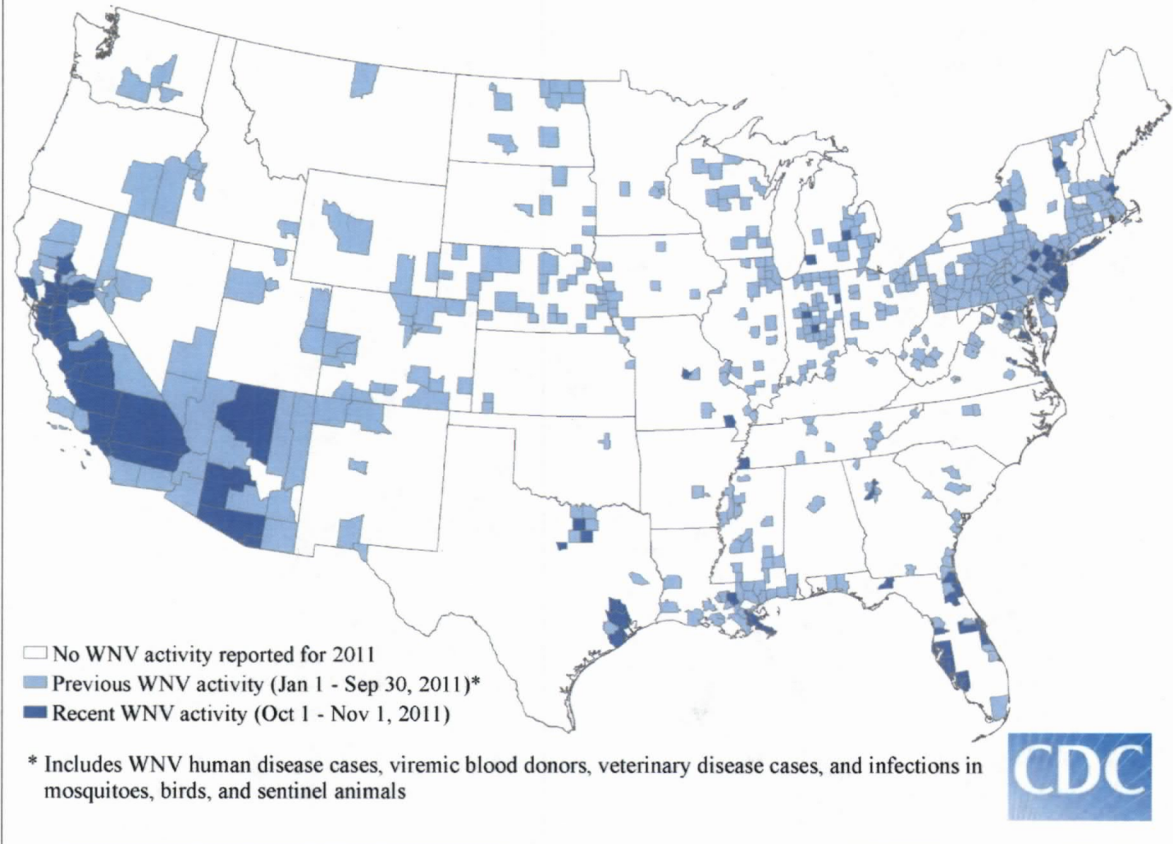 No WNV activity reported for 2011
Previous WNV activity (Jan 1 - Sep 30, 2011)*
Recent WNV activity (Oct 1 - Nov 1, 2011)
* Includes WNV human disease cases, viremic blood donors, veterinary disease cases, and infections in
mosquitoes, birds, and sentinel animals
CDC